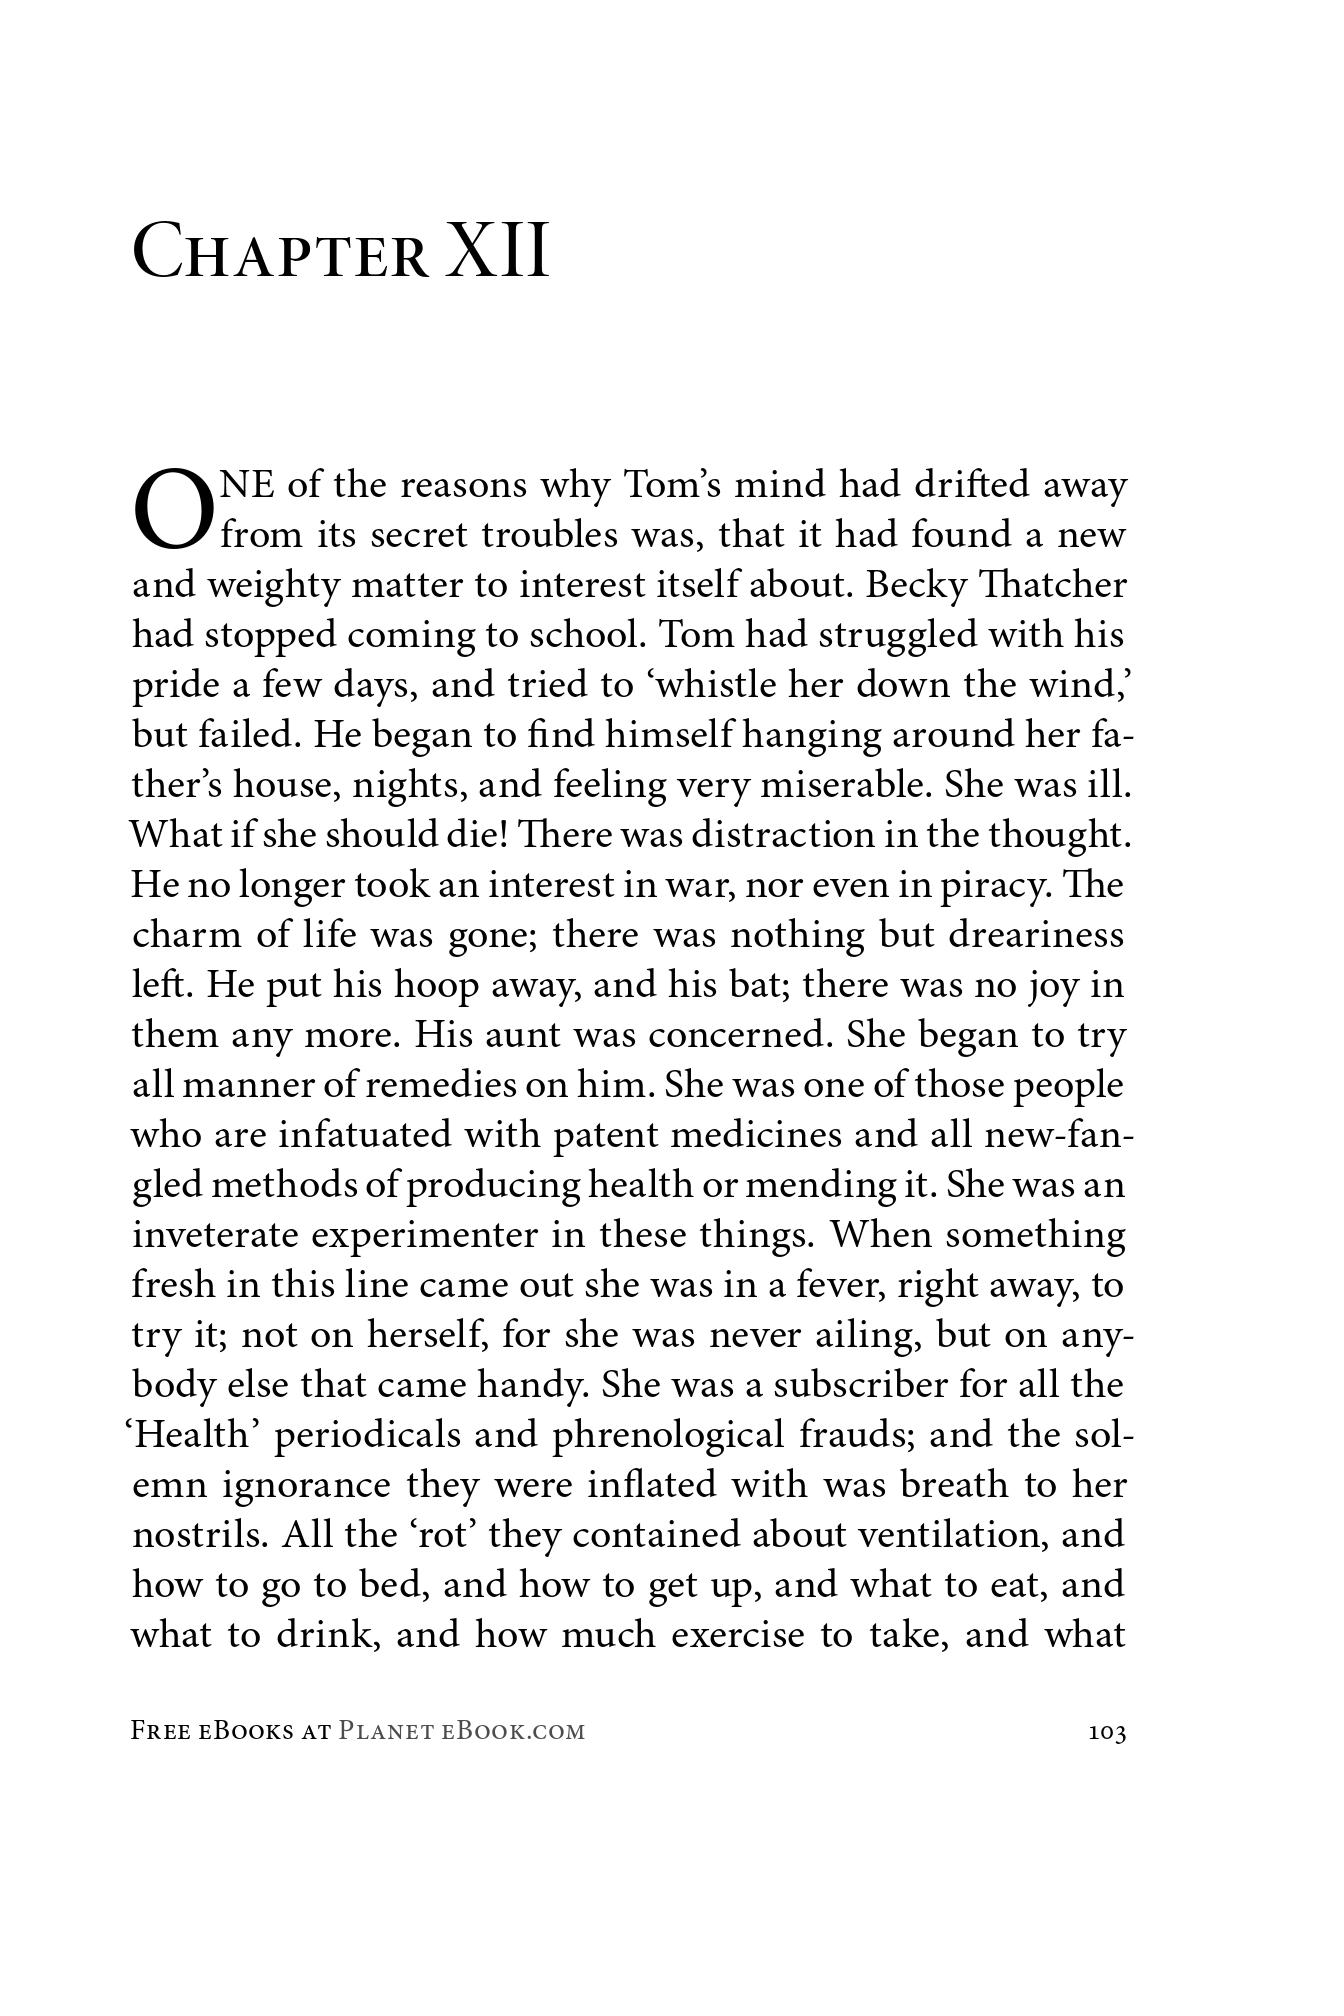 Chapter XII
ONE of the reasons why Tom’s mind had drifted away
from its secret troubles was, that it had found a new
and weighty matter to interest itself about. Becky Thatcher
had stopped coming to school. Tom had struggled with his
pride a few days, and tried to ‘whistle her down the wind,’
but failed. He began to find himself hanging around her fa-
ther’s house, nights, and feeling very miserable. She was ill.
What if she should die! There was distraction in the thought.
He no longer took an interest in war, nor even in piracy. The
charm of life was gone; there was nothing but dreariness
left. He put his hoop away, and his bat; there was no joy in
them any more. His aunt was concerned. She began to try
all manner of remedies on him. She was one of those people
who are infatuated with patent medicines and all new-fan-
gled methods of producing health or mending it. She was an
inveterate experimenter in these things. When something
fresh in this line came out she was in a fever, right away, to
try it; not on herself, for she was never ailing, but on any-
body else that came handy. She was a subscriber for all the
‘Health’ periodicals and phrenological frauds; and the sol-
emn ignorance they were inflated with was breath to her
nostrils. All the ‘rot’ they contained about ventilation, and
how to go to bed, and how to get up, and what to eat, and
what to drink, and how much exercise to take, and what
Free eBooks at Planet eBook.com 103